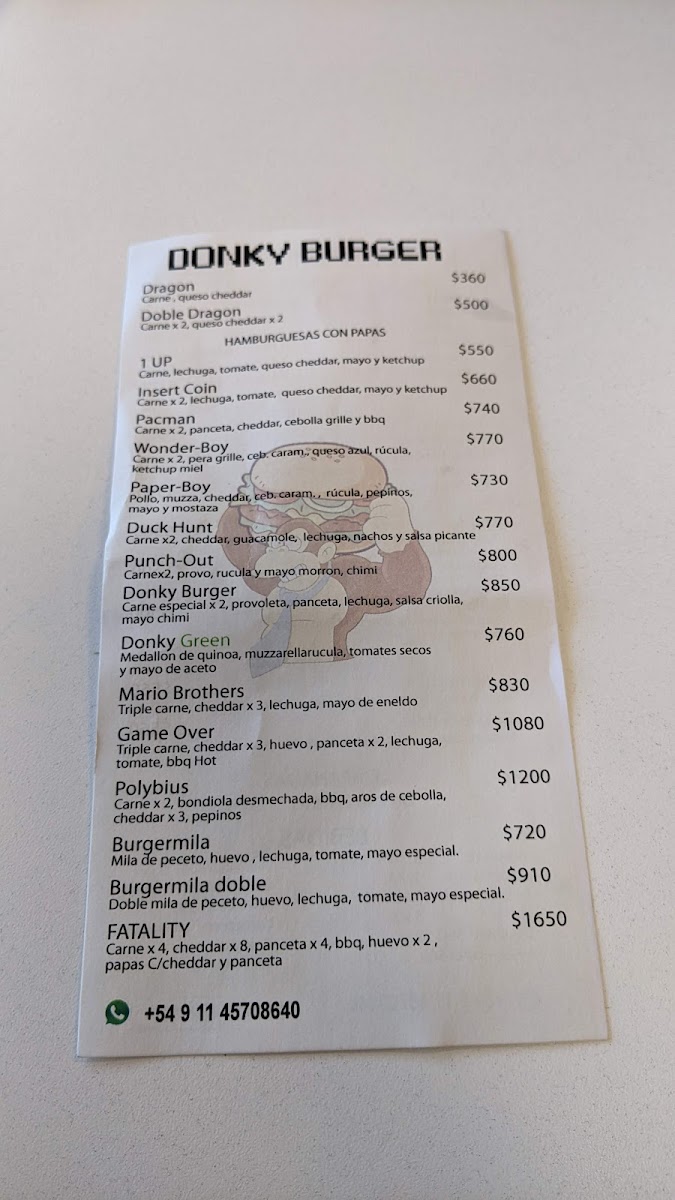 DONKY BURGER
Dragon $360
Carne , queso cheddar
Doble Dragon $500
Carne x 2, queso cheddar x 2
HAMBURGUESAS CON PAPAS
1 UP $550
Carne, lechuga, tomate, queso cheddar, mayo y ketchup
Insert Coin $660
Carne x 2, lechuga, tomate, queso cheddar, mayo y ketchup
Pacman $740
Carne x 2, panceta, cheddar, cebolla grille y bbq
Wonder-Boy $770
Carne x 2, pera grille, ceb. caram., queso azul, rúcula,
ketchup miel
Paper-Boy $730
Pollo, muzza, cheddar, ceb. caram. , rúcula, pepinos,
mayo y mostaza
Duck Hunt $770
Carne x2, cheddar, guacamole, lechuga, nachos y salsa picante
Punch-Out $800
Carnex2, provo, rucula y mayo morron, chimi
Donky Burger $850
Carne especial x 2, provoleta, panceta, lechuga, salsa criolla,
mayo chimi
Donky Green $760
Medallon de quinoa, muzzarellarucula, tomates secos
y mayo de aceto
Mario Brothers $830
Triple carne, cheddar x 3, lechuga, mayo de eneldo
Game Over $1080
Triple carne, cheddar x 3, huevo , panceta x 2, lechuga,
tomate, bbq Hot
Polybius $1200
Carne x 2, bondiola desmechada, bbq, aros de cebolla,
cheddar x 3, pepinos
Burgermila $720
Mila de peceto, huevo , lechuga, tomate, mayo especial.
Burgermila doble $910
Doble mila de peceto, huevo, lechuga, tomate, mayo especial.
FATALITY $1650
Carne x 4, cheddar x 8, panceta x 4, bbq, huevo x 2 ,
papas C/cheddar y panceta
+54 9 11 45708640